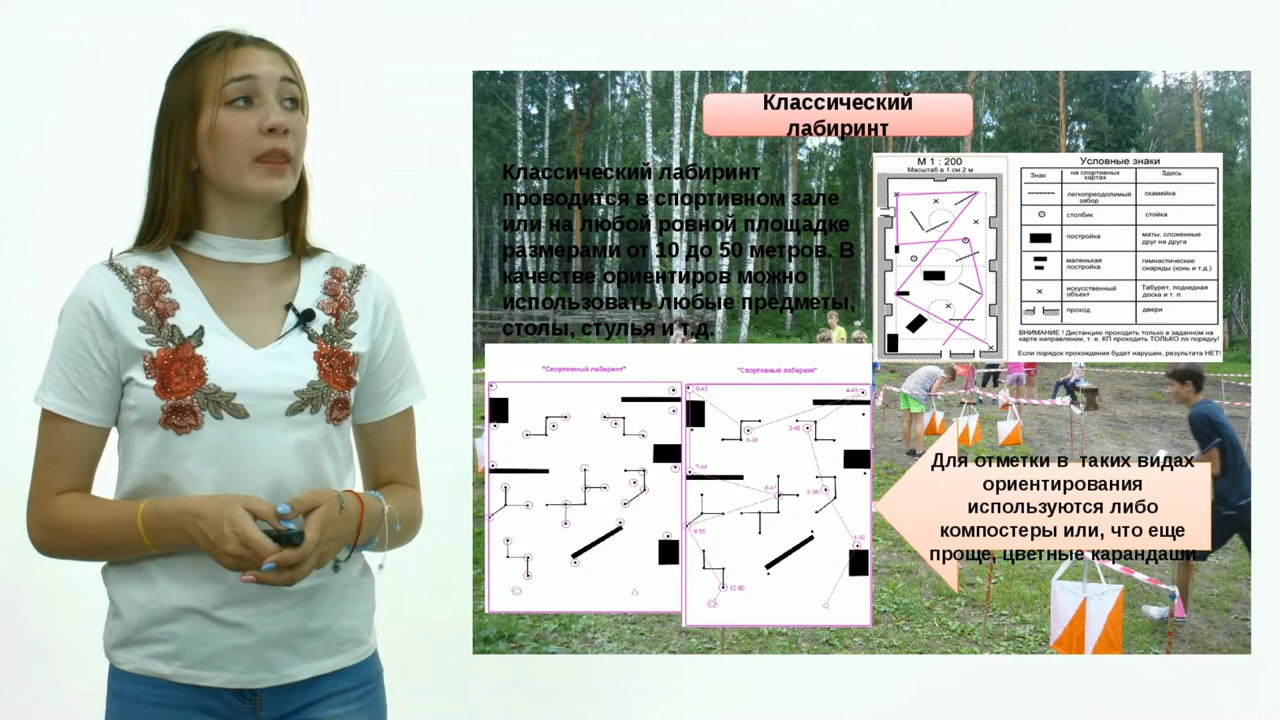 Классический
лабиринт
Классический лабиринт
проводится в спортивном зале
или на любой ровной площадке
размерами от 10 до 50 метров. В
качестве ориентиров можно
использовать любые предметы,
столы, стулья и т.д.
М 1 : 200
Масштаб в 1 см 2 м
Условные знаки
Знак
на спортивных
картах
Здесь
легкопреодолимый
забор
скамейка
столбик
стойка
постройка
маты, сложенные
друг на друга
маленькая
постройка
гимнастические
снаряды (конь и т.д.)
искусственный
объект
Табурет, подкидная
доска и т. п.
проход
двери
ВНИМАНИЕ ! Дистанцию проходить только в заданном на
карте направлении, т. е. КП проходить ТОЛЬКО по порядку!
Если порядок прохождения будет нарушен, результата НЕТ!
"Спортивный лабиринт"
"Спортивный лабиринт"
Для отметки в таких видах
ориентирования
используются либо
компостеры или, что еще
проще, цветные карандаши